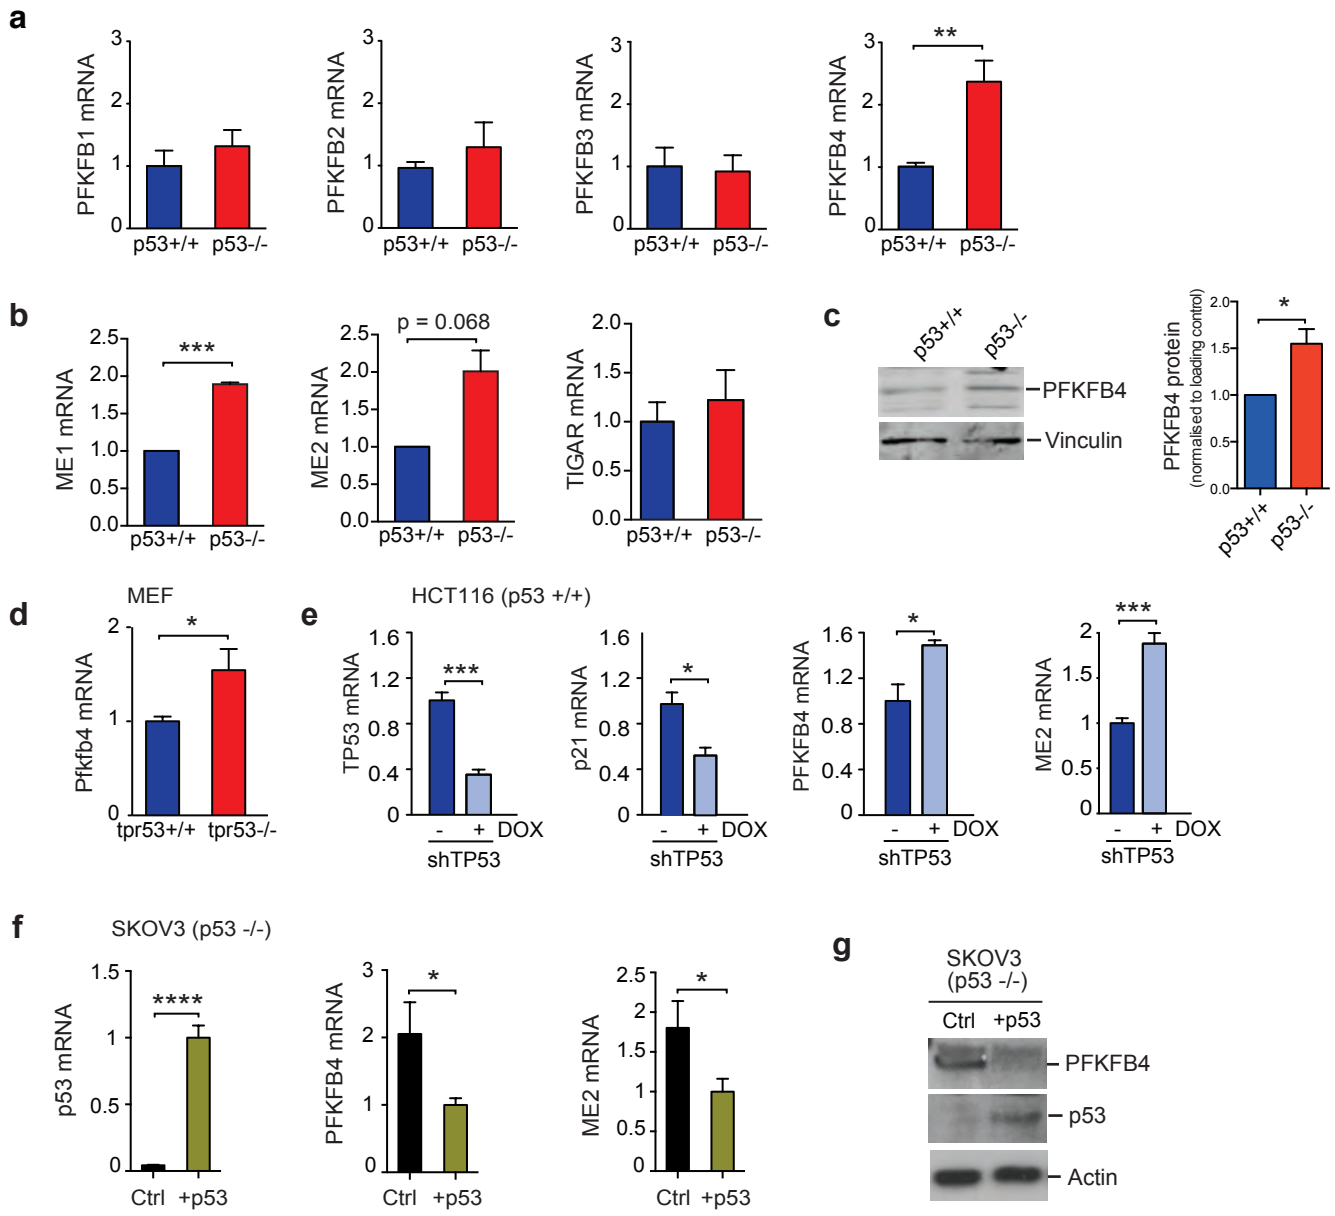 a
PFKFB1 mRNA
3
2
1
0
p53+/+ p53-/-
PFKFB2 mRNA
3
2
1
0
p53+/+ p53-/-
PFKFB3 mRNA
3
2
1
0
p53+/+ p53-/-
PFKFB4 mRNA
3
2
1
0
**
p53+/+ p53-/-
b
ME1 mRNA
2.5
2.0
1.5
1.0
0.5
0.0
***
p53+/+ p53-/-
ME2 mRNA
2.5
2.0
1.5
1.0
0.5
0.0
p = 0.068
p53+/+ p53-/-
TIGAR mRNA
2.0
1.5
1.0
0.5
0.0
p53+/+ p53-/-
c
p53+/+ p53-/-
PFKFB4
Vinculin
PFKFB4 protein
(normalised to loading control)
2.0
1.5
1.0
0.5
0.0
*
p53+/+ p53-/-
d
MEF
Pfkfb4 mRNA
2
1
0
*
tpr53+/+ tpr53-/-
e
HCT116 (p53 +/+)
TP53 mRNA
1.6
1.2
0.8
0.4
0
***
- + DOX
shTP53
p21 mRNA
1.6
1.2
0.8
0.4
0
*
- + DOX
shTP53
PFKFB4 mRNA
1.6
1.2
0.8
0.4
0
*
- + DOX
shTP53
ME2 mRNA
2
1.5
1
0.5
0
***
- + DOX
shTP53
f
SKOV3 (p53 -/-)
p53 mRNA
1.5
1
0.5
0
****
Ctrl +p53
PFKFB4 mRNA
3
2
1
0
*
Ctrl +p53
ME2 mRNA
2.5
2
1.5
1
0.5
0
*
Ctrl +p53
g
SKOV3
(p53 -/-)
Ctrl +p53
PFKFB4
p53
Actin